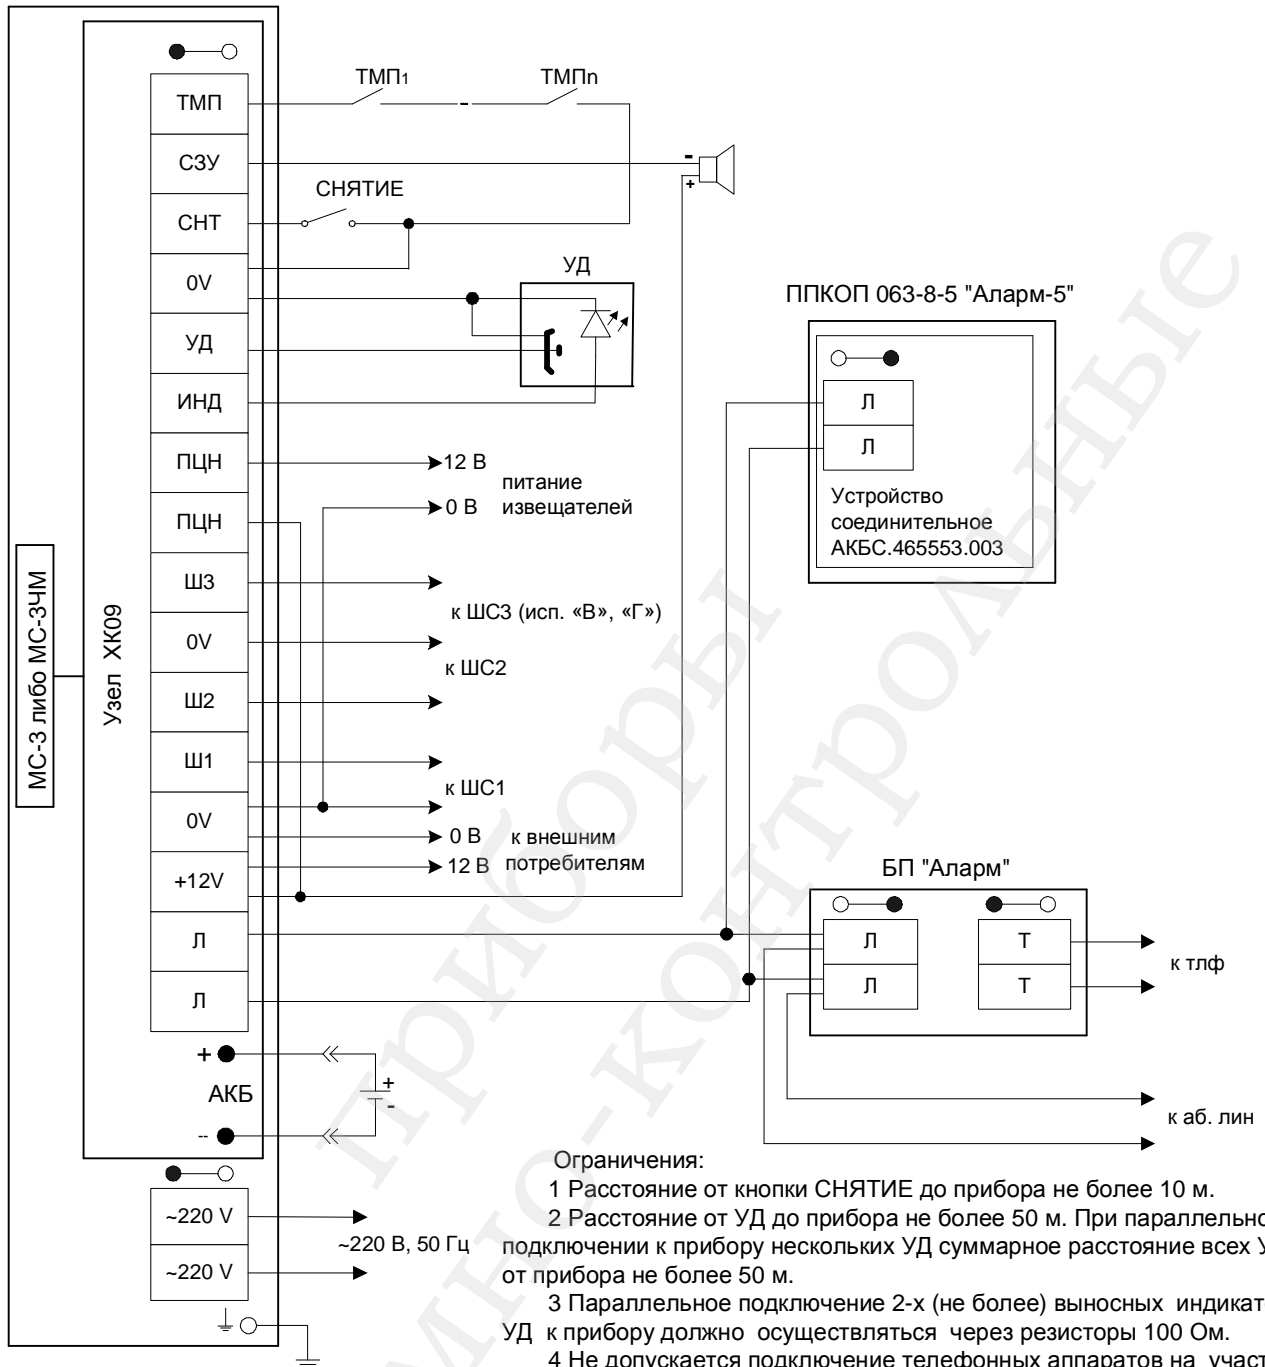 ТМП1
ТМПn
ТМП
СЗУ
-
+
СНЯТИЕ
СНТ
0V
УД
ППКОП 063-8-5 "Аларм-5"
УД
ИНД
Л
Л
ПЦН
12 В
питание
0 В
извещателей
ПЦН
Устройство
соединительное
АКБС.465553.003
Ш3
к ШС3 (исп. «В», «Г»)
0V
к ШС2
Ш2
МС-3 либо МС-3ЧМ
Узел ХК09
Ш1
к ШС1
0V
0 В к внешним
12 В потребителям
+12V
БП "Аларм"
Л
Л
Т
к тлф
Л
Л
Т
+
АКБ
+
-
--
к аб. лин
Ограничения:
1 Расстояние от кнопки СНЯТИЕ до прибора не более 10 м.
2 Расстояние от УД до прибора не более 50 м. При
подключении к прибору нескольких УД суммарное расстояние всех
от прибора не более 50 м.
3 Параллельное подключение 2-х (не более) выносных
УД к прибору должно осуществляться через резисторы 100 Ом.
4 Не допускается подключение телефонных аппаратов на
~220 V
~220 В, 50 Гц
~220 V
приборы
но-контрольные